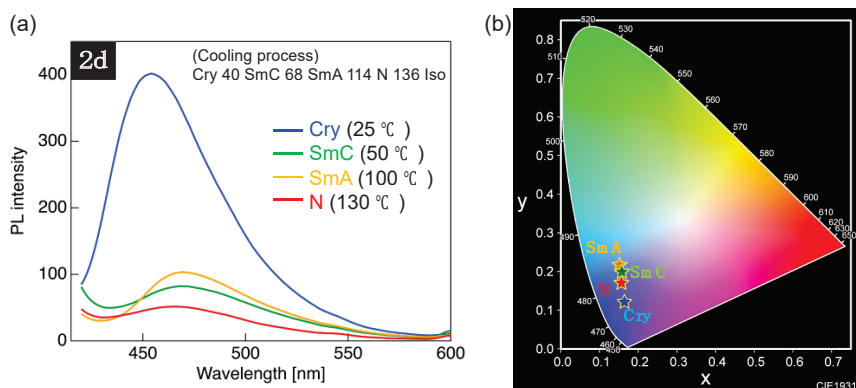 (a)
2d
(Cooling process)
Cry 40 SmC 68 SmA 114 N 136 Iso
Cry (25 ℃ )
SmC (50 ℃ )
SmA (100 ℃ )
N (130 ℃ )
PL intensity
400
300
200
100
0
450
500
550
600
Wavelength [nm]
(b)
y
0.8
0.7
0.6
0.5
0.4
0.3
0.2
0.1
0.0
0.0
0.1
0.2
0.3
0.4
0.5
0.6
0.7
x
520
530
540
550
560
570
580
590
600
610
620
630
650
510
500
490
480
470
460
SmA
SmC
N
Cry
CIE1931